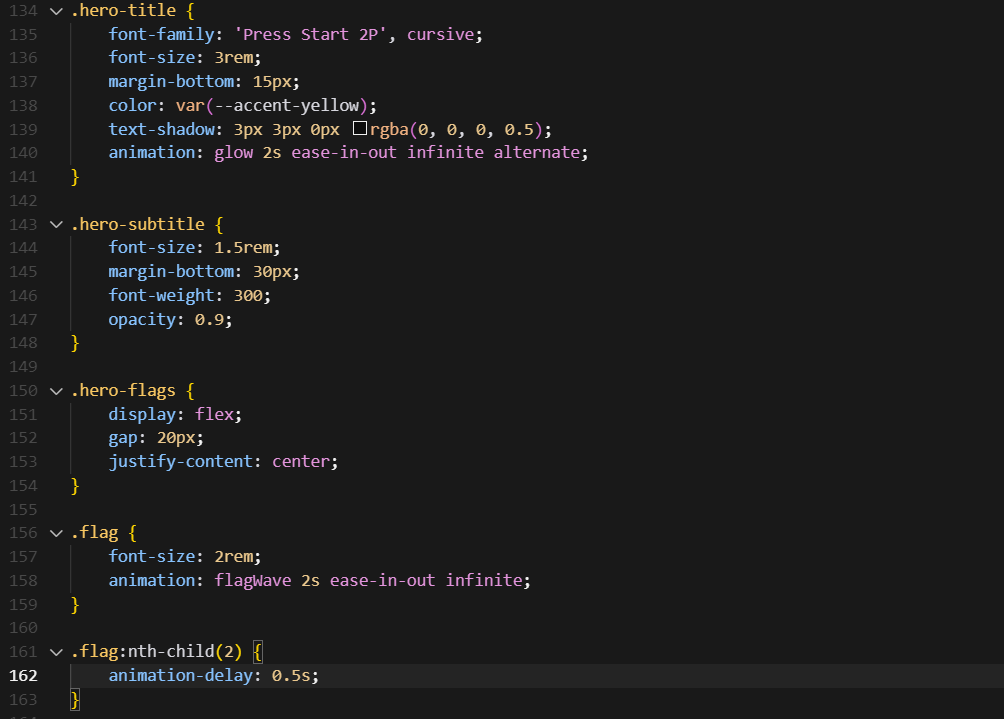 134 .hero-title {
135 font-family: 'Press Start 2P', cursive;
136 font-size: 3rem;
137 margin-bottom: 15px;
138 color: var(--accent-yellow);
139 text-shadow: 3px 3px 0px rgba(0, 0, 0, 0.5);
140 animation: glow 2s ease-in-out infinite alternate;
141 }
142
143 .hero-subtitle {
144 font-size: 1.5rem;
145 margin-bottom: 30px;
146 font-weight: 300;
147 opacity: 0.9;
148 }
149
150 .hero-flags {
151 display: flex;
152 gap: 20px;
153 justify-content: center;
154 }
155
156 .flag {
157 font-size: 2rem;
158 animation: flagWave 2s ease-in-out infinite;
159 }
160
161 .flag:nth-child(2) {
162 animation-delay: 0.5s;
163 }